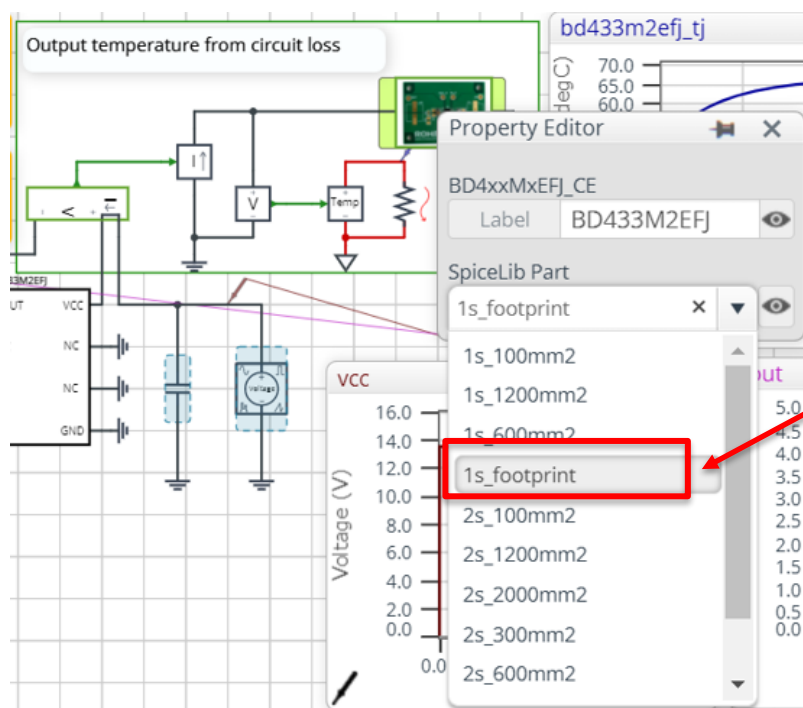 Output temperature from circuit loss
bd433m2efj_tj
70.0
65.0
60.0
degC)
Property Editor
BD4xxMxEFJ_CE
Label
BD433M2EFJ
SpiceLib Part
1s_footprint
1s_100mm2
1s_1200mm2
1s_600mm2
1s_footprint
2s_100mm2
2s_1200mm2
2s_2000mm2
2s_300mm2
2s_600mm2
I
V
Temp
33M2EFJ
UT
VCC
NC
NC
GND
voltage
VCC
Voltage (V)
16.0
14.0
12.0
10.0
8.0
6.0
4.0
2.0
0.0
0.0
out
5.0
4.5
4.0
3.5
3.0
2.5
2.0
1.5
1.0
0.5
0.0